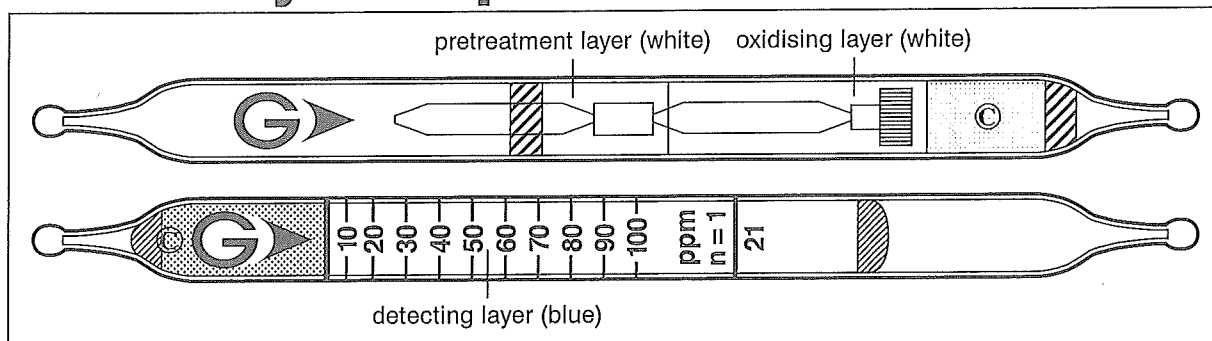 pretreatment layer (white) oxidising layer (white)
G
©
©
G
10
20
30
40
50
60
70
80
90
100
ppm
n = 1
21
detecting layer (blue)